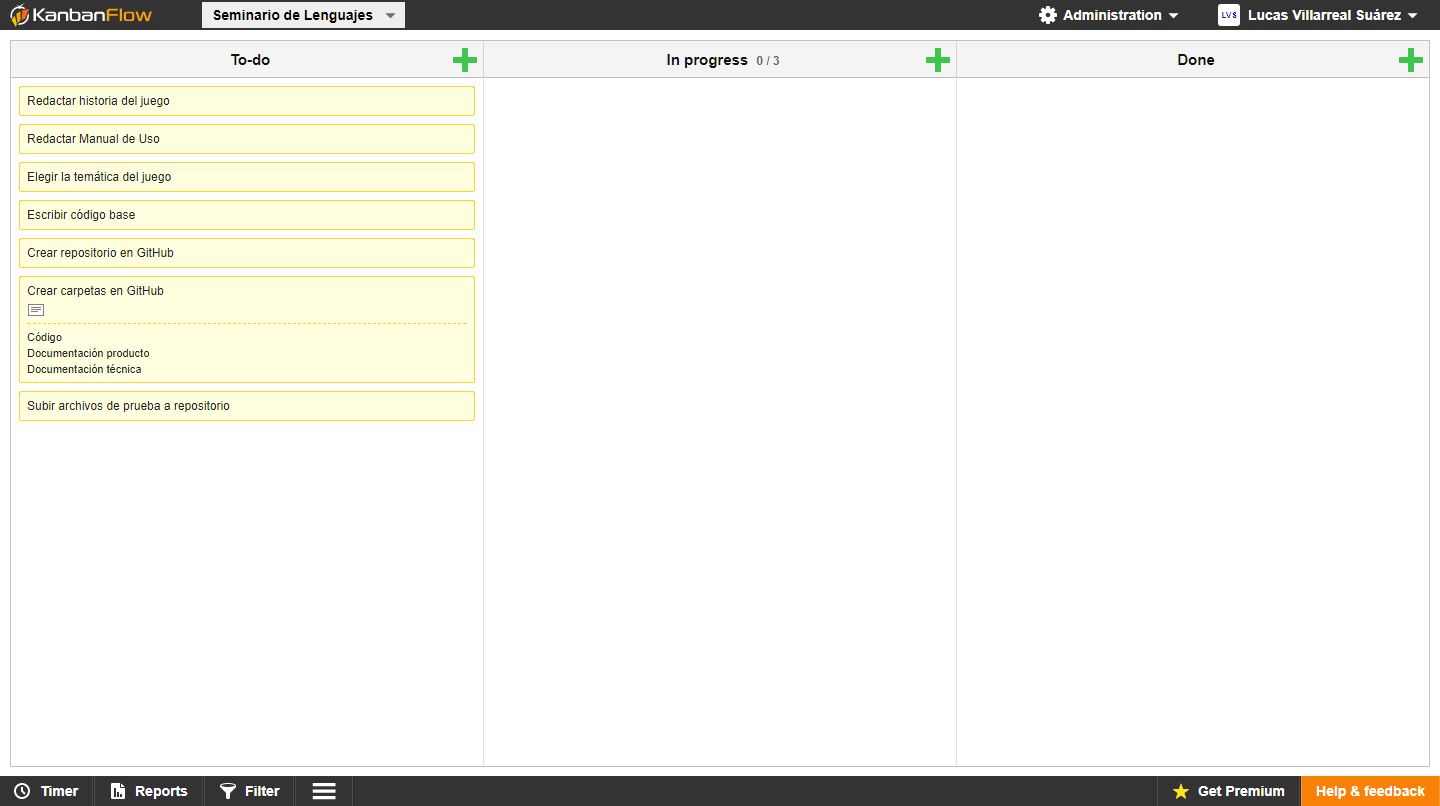 KanbanFlow
Seminario de Lenguajes
Administration
LVS
Lucas Villarreal Suárez
To-do
In progress 0 / 3
Done
Redactar historia del juego
Redactar Manual de Uso
Elegir la temática del juego
Escribir código base
Crear repositorio en GitHub
Crear carpetas en GitHub
Código
Documentación producto
Documentación técnica
Subir archivos de prueba a repositorio
Timer
Reports
Filter
Get Premium
Help & feedback